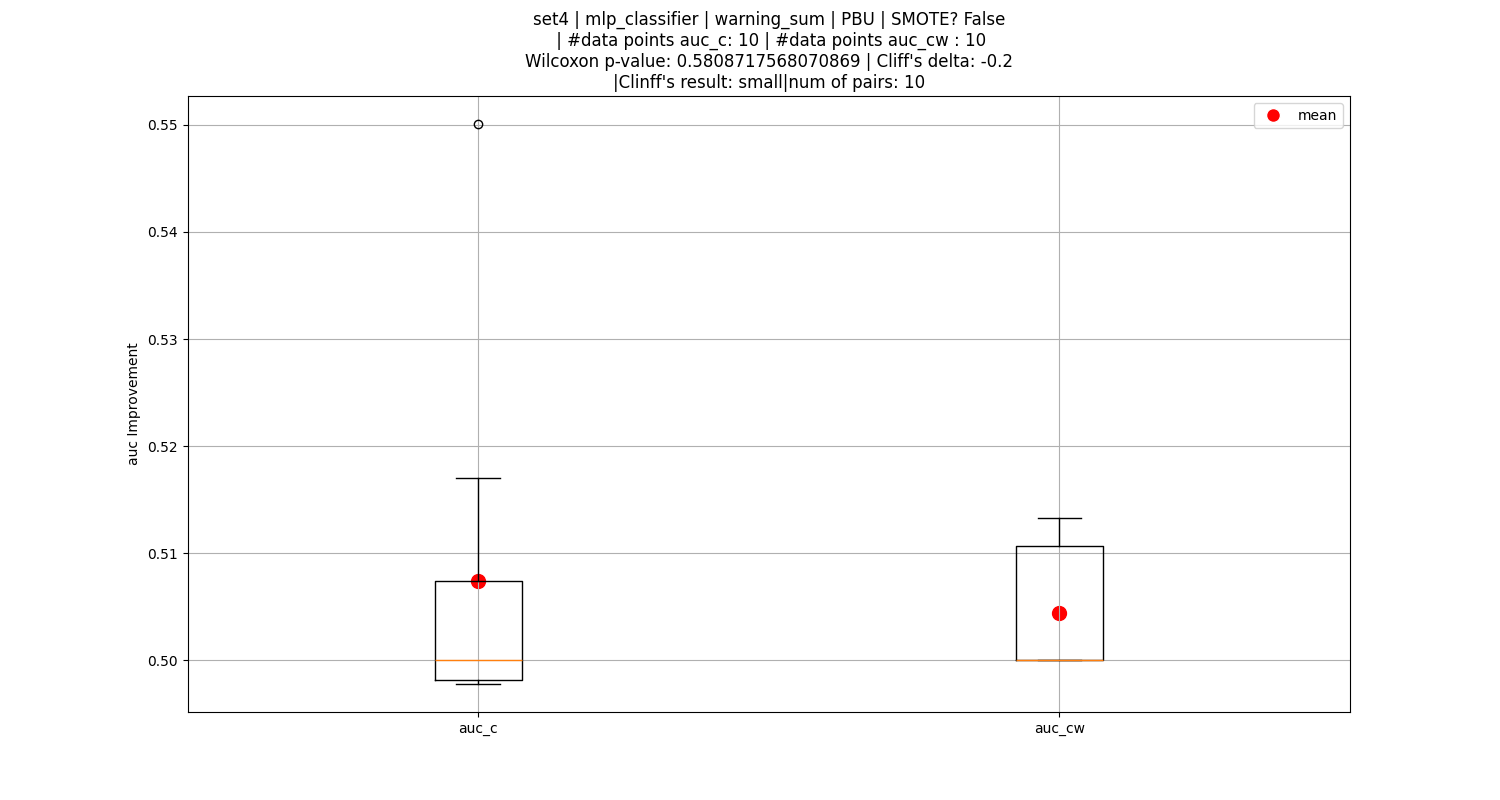 set4 | mlp_classifier | warning_sum | PBU | SMOTE? False
| #data points auc_c: 10 | #data points auc_cw : 10
Wilcoxon p-value: 0.5808717568070869 | Cliff's delta: -0.2
|Clinff's result: small|num of pairs: 10
mean
0.55
0.54
0.53
0.52
0.51
0.50
auc Improvement
auc_c
auc_cw